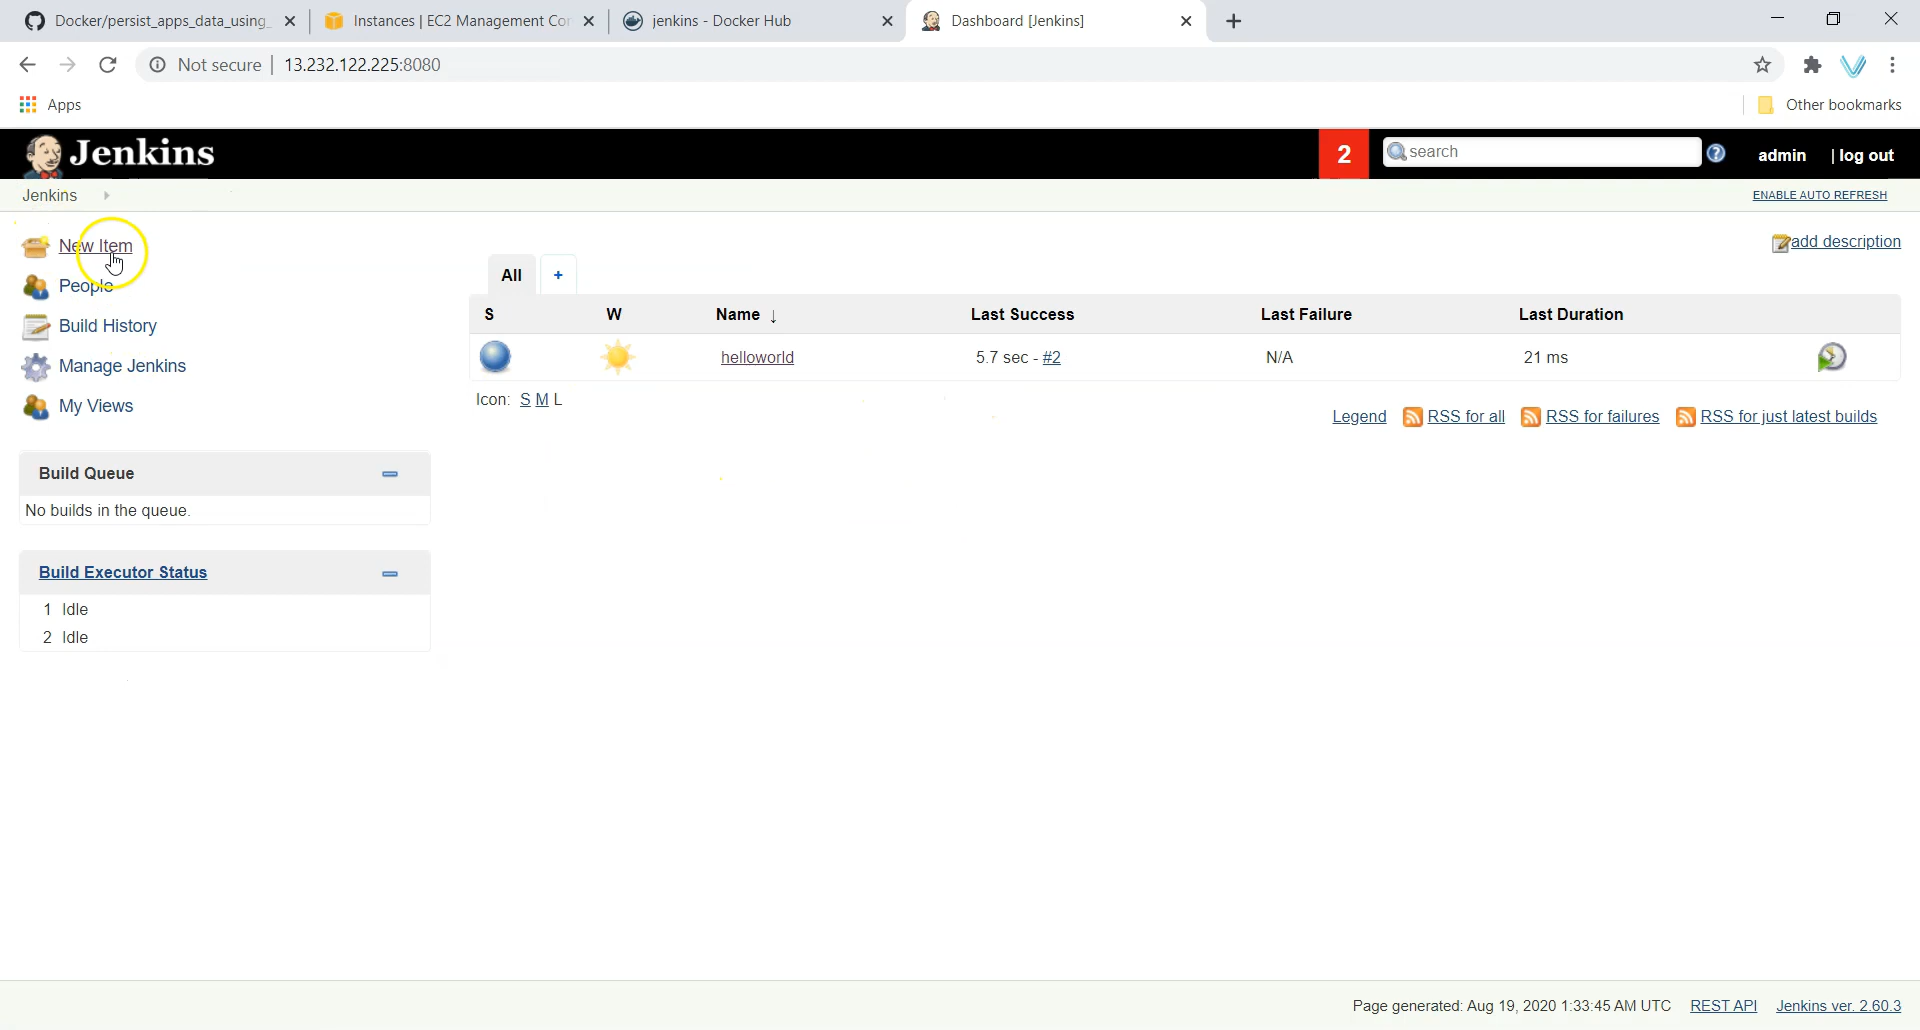 Docker/persist_apps_data_using_
Instances | EC2 Management Con
jenkins - Docker Hub
Dashboard [Jenkins]
Not secure | 13.232.122.225:8080
Apps
Other bookmarks
Jenkins
2
search
admin
| log out
Jenkins
ENABLE AUTO REFRESH
New Item
People
Build History
Manage Jenkins
My Views
add description
All +
S W Name ↓ Last Success Last Failure Last Duration
helloworld 5.7 sec - #2 N/A 21 ms
Icon: S M L
Legend RSS for all RSS for failures RSS for just latest builds
Build Queue
No builds in the queue.
Build Executor Status
1 Idle
2 Idle
Page generated: Aug 19, 2020 1:33:45 AM UTC REST API Jenkins ver. 2.60.3